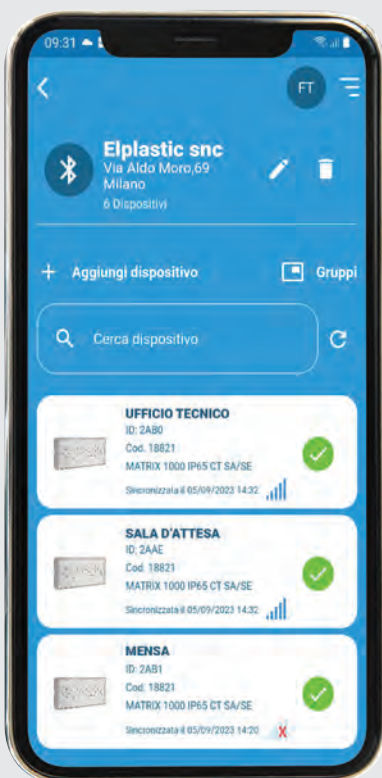 09:31
FT
Elplastic snc
Via Aldo Moro,69
Milano
6 Dispositivi
+ Aggiungi dispositivo
Gruppi
Cerca dispositivo
UFFICIO TECNICO
ID: 2AB0
Cod. 18821
MATRIX 1000 IP65 CT SA/SE
Sincronizzata il 05/09/2023 14:32
SALA D'ATTESA
ID: 2AAE
Cod. 18821
MATRIX 1000 IP65 CT SA/SE
Sincronizzata il 05/09/2023 14:32
MENSA
ID: 2AB1
Cod. 18821
MATRIX 1000 IP65 CT SA/SE
Sincronizzata il 05/09/2023 14:20
X